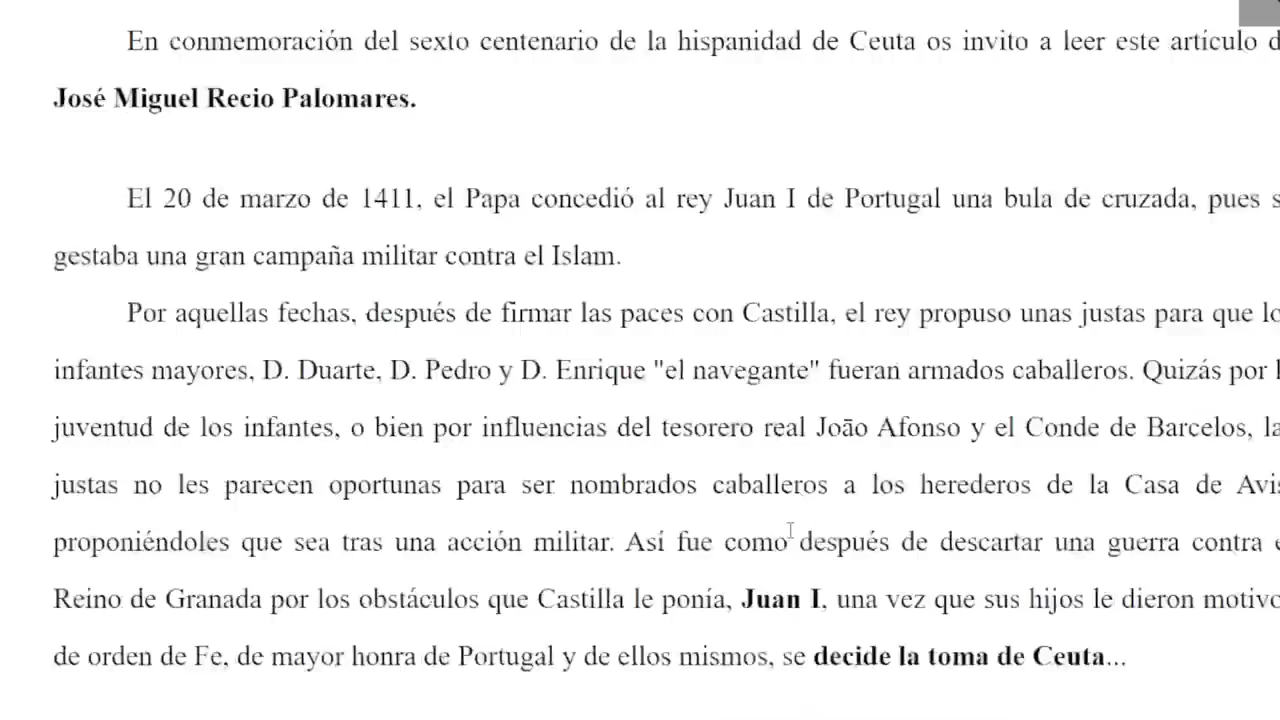 En conmemoración del sexto centenario de la hispanidad de Ceuta os invito a leer este artículo
José Miguel Recio Palomares.
El 20 de marzo de 1411, el Papa concedió al rey Juan I de Portugal una bula de cruzada, pues
gestaba una gran campaña militar contra el Islam.
Por aquellas fechas, después de firmar las paces con Castilla, el rey propuso unas justas para que
infantes mayores, D. Duarte, D. Pedro y D. Enrique "el navegante" fueran armados caballeros. Quizás por
juventud de los infantes, o bien por influencias del tesorero real João Afonso y el Conde de Barcelos,
justas no les parecen oportunas para ser nombrados caballeros a los herederos de la Casa de
proponiéndoles que sea tras una acción militar. Así fue como después de descartar una guerra contra
Reino de Granada por los obstáculos que Castilla le ponía, Juan I, una vez que sus hijos le dieron
de orden de Fe, de mayor honra de Portugal y de ellos mismos, se decide la toma de Ceuta...